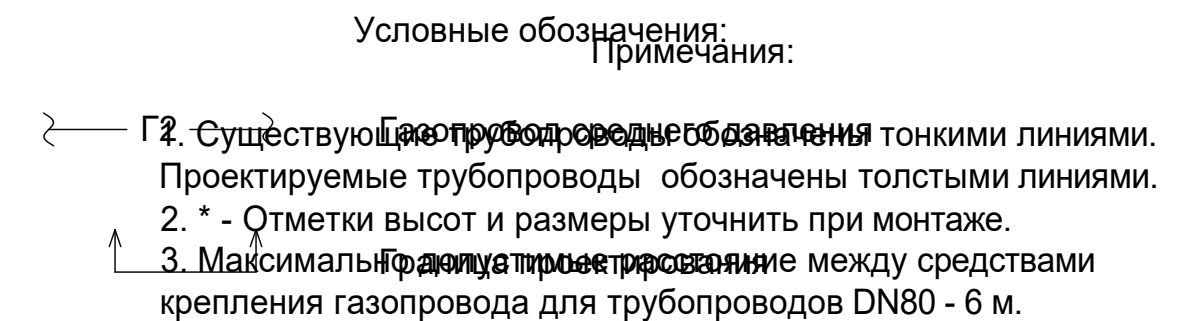 Условные обозначения:
Примечания:
Г2
Газопровод среднего давления
1. Существующие трубопроводы обозначены тонкими линиями.
Проектируемые трубопроводы обозначены толстыми линиями.
2. * - Отметки высот и размеры уточнить при монтаже.
Граница проектирования
3. Максимально допустимые расстояние между средствами
крепления газопровода для трубопроводов DN80 - 6 м.